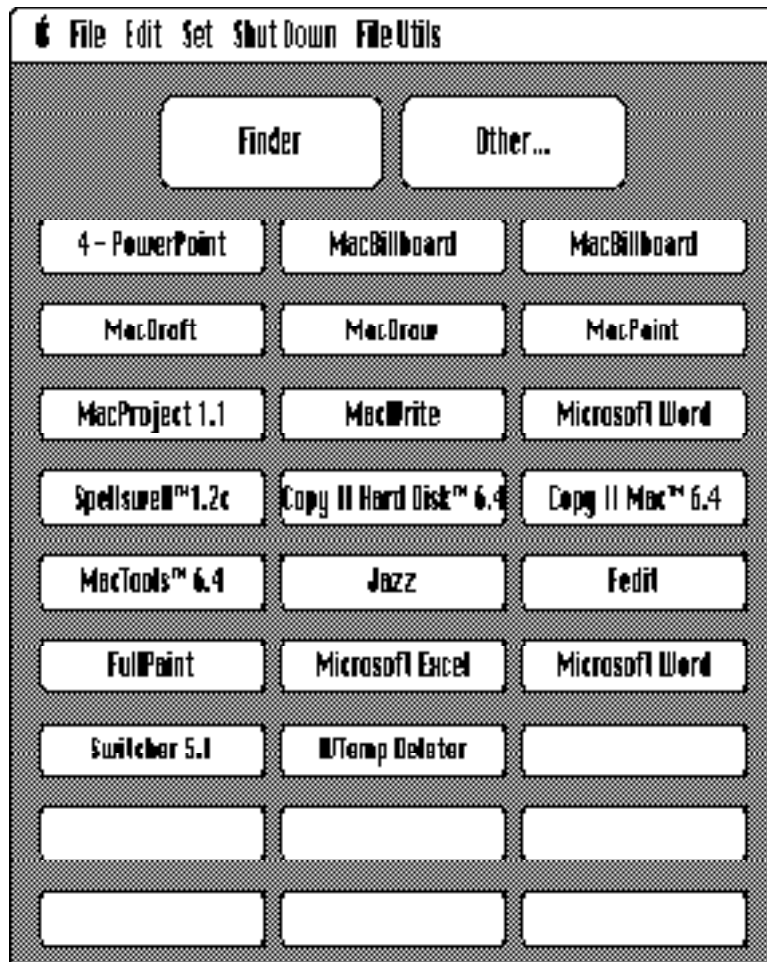 File Edit Set Shut Down File Utils
Finder Other...
4 – PowerPoint MacBillboard MacBillboard
MacDraft MacDraw MacPaint
MacProject 1.1 MacWrite Microsoft Word
Spellswell™1.2c Copy II Hard Disk™ 6.4 Copy II Mac™ 6.4
MacTools™ 6.4 Jazz Fedit
FullPaint Microsoft Excel Microsoft Word
Switcher 5.1 Deleter